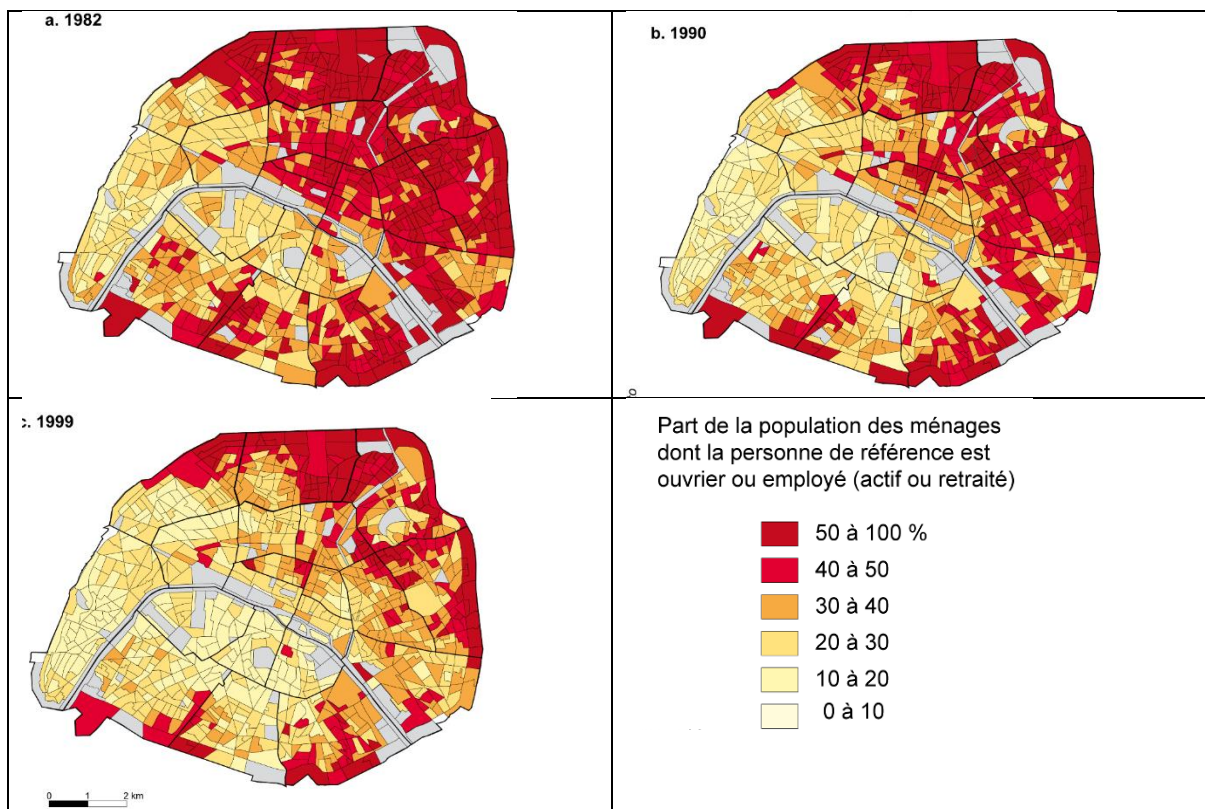 a. 1982
b. 1990
c. 1999
Part de la population des ménages
dont la personne de référence est
ouvrier ou employé (actif ou retraité)
50 à 100 %
40 à 50
30 à 40
20 à 30
10 à 20
0 à 10
0 1 2 km